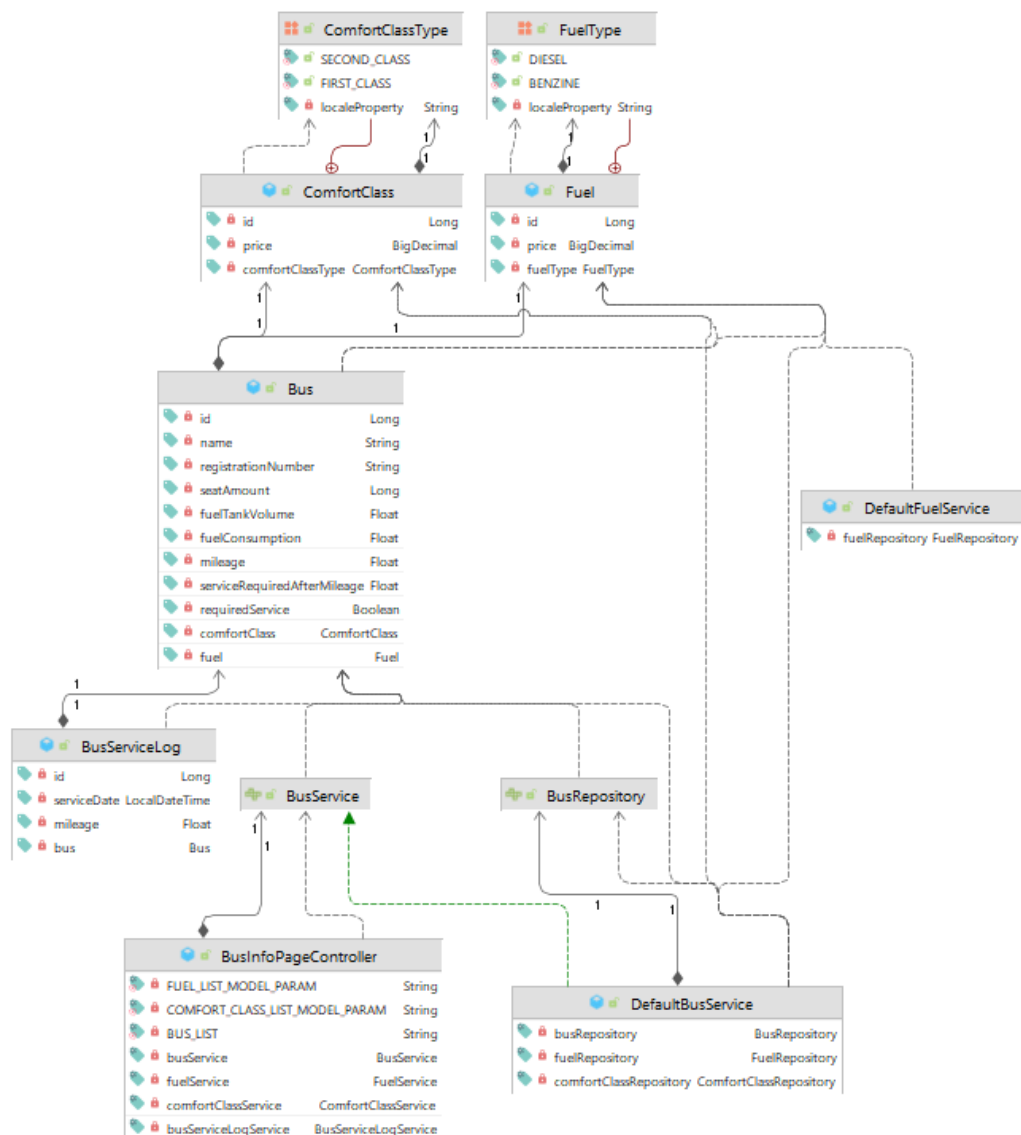 ComfortClassType
SECOND_CLASS
FIRST_CLASS
localeProperty String
FuelType
DIESEL
BENZINE
localeProperty String
1
1
1
1
ComfortClass
id Long
price BigDecimal
comfortClassType ComfortClassType
Fuel
id Long
price BigDecimal
fuelType FuelType
1
1
1
1
Bus
id Long
name String
registrationNumber String
seatAmount Long
fuelTankVolume Float
fuelConsumption Float
mileage Float
serviceRequiredAfterMileage Float
requiredService Boolean
comfortClass ComfortClass
fuel Fuel
DefaultFuelService
fuelRepository FuelRepository
1
1
BusServiceLog
id Long
serviceDate LocalDateTime
mileage Float
bus Bus
BusService
BusRepository
1
1
1
1
BusInfoPageController
FUEL_LIST_MODEL_PARAM String
COMFORT_CLASS_LIST_MODEL_PARAM String
BUS_LIST String
busService BusService
fuelService FuelService
comfortClassService ComfortClassService
busServiceLogService BusServiceLogService
DefaultBusService
busRepository BusRepository
fuelRepository FuelRepository
comfortClassRepository ComfortClassRepository